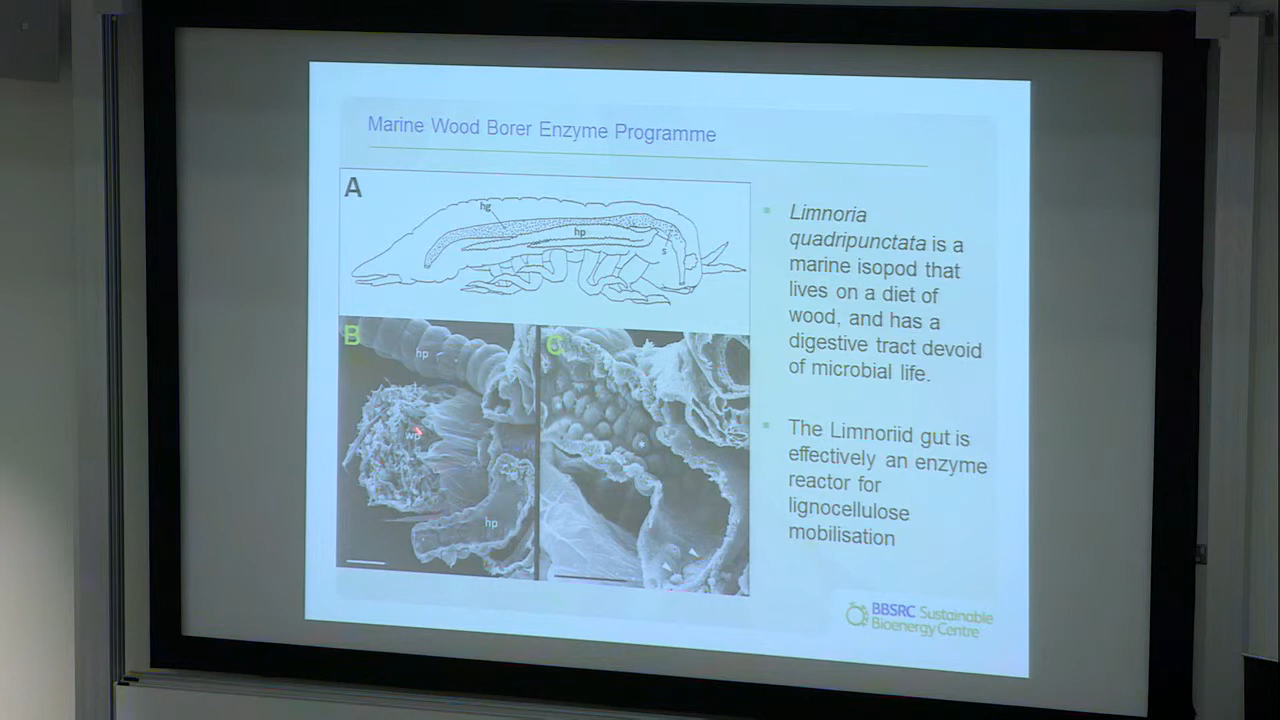 Marine Wood Borer Enzyme Programme
A
hg
hp
s
B
hp
wp
hp
C
*
Limnoria
quadripunctata is a
marine isopod that
lives on a diet of
wood, and has a
digestive tract devoid
of microbial life.
The Limnoriid gut is
effectively an enzyme
reactor for
lignocellulose
mobilisation
BBSRC Sustainable
Bioenergy Centre